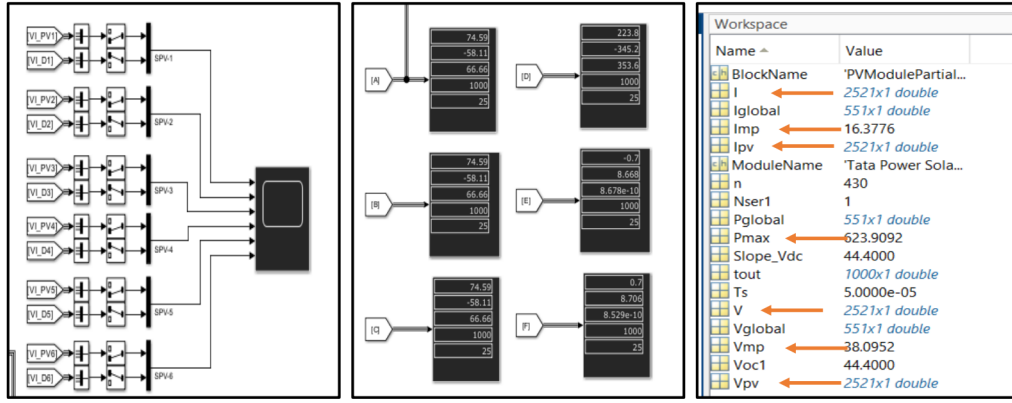 [VI_PV1]
[VI_D1]
SPV-1
[VI_PV2]
[VI_D2]
SPV-2
[VI_PV3]
[VI_D3]
SPV-3
[VI_PV4]
[VI_D4]
SPV-4
[VI_PV5]
[VI_D5]
SPV-5
[VI_PV6]
[VI_D6]
SPV-6
[A]
74.59
-58.11
66.66
1000
25
[D]
223.8
-345.2
353.6
1000
25
[B]
74.59
-58.11
66.66
1000
25
[E]
-0.7
8.668
8.678e-10
1000
25
[C]
74.59
-58.11
66.66
1000
25
[F]
0.7
8.706
8.529e-10
1000
25
Workspace
Name Value
BlockName 'PVModulePartial...
I 2521x1 double
Iglobal 551x1 double
Imp 16.3776
Ipv 2521x1 double
ModuleName 'Tata Power Sola...
n 430
Nser1 1
Pglobal 551x1 double
Pmax 623.9092
Slope_Vdc 44.4000
tout 1000x1 double
Ts 5.0000e-05
V 2521x1 double
Vglobal 551x1 double
Vmp 38.0952
Voc1 44.4000
Vpv 2521x1 double